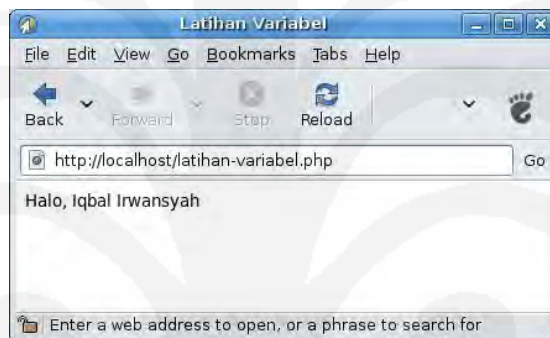 Latihan Variabel
File Edit View Go Bookmarks Tabs Help
Back Forward Stop Reload
http://localhost/latihan-variabel.php Go
Halo, Iqbal Irwansyah
Enter a web address to open, or a phrase to search for